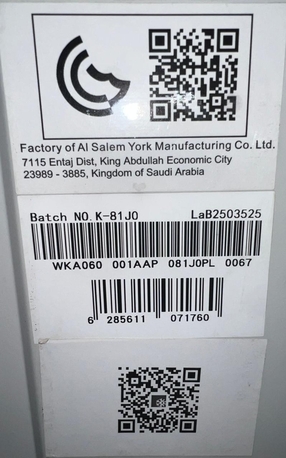 Factory of Al Salem York Manufacturing Co. Ltd.
7115 Entaj Dist, King Abdullah Economic City
23989 - 3885, Kingdom of Saudi Arabia
Batch NO. K-81J0 LaB2503525
WKA060 001AAP 081J0PL 0067
6 285611 071760